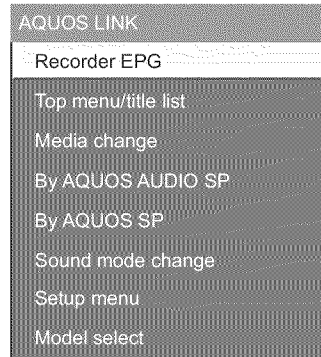 AQUOS LINK
Recorder EPG
Top menu/title list
Media change
By AQUOS AUDIO SP
By AQUOS SP
Sound mode change
Setup menu
Model select